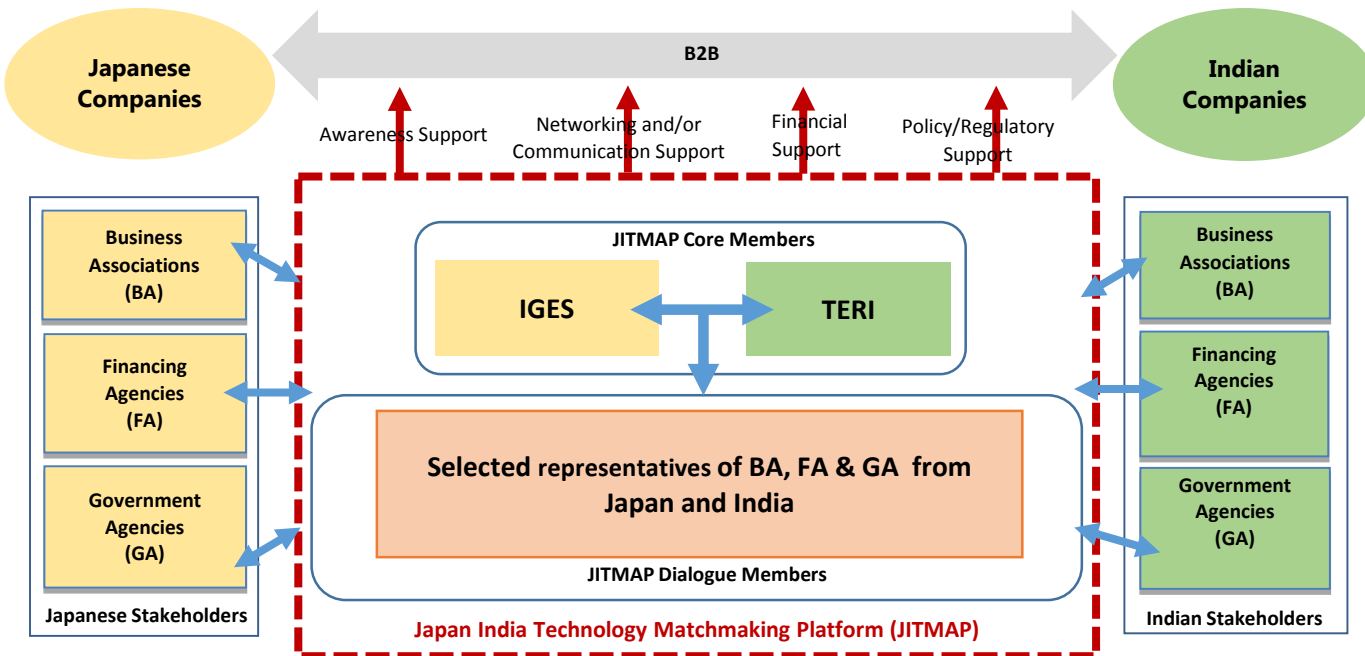 B2B
Japanese
Companies
Indian
Companies
Awareness Support
Networking and/or
Communication Support
Financial
Support
Policy/Regulatory
Support
Business
Associations
(BA)
Financing
Agencies
(FA)
Government
Agencies
(GA)
Japanese Stakeholders
JITMAP Core Members
IGES
TERI
Selected representatives of BA, FA & GA from
Japan and India
JITMAP Dialogue Members
Japan India Technology Matchmaking Platform (JITMAP)
Business
Associations
(BA)
Financing
Agencies
(FA)
Government
Agencies
(GA)
Indian Stakeholders